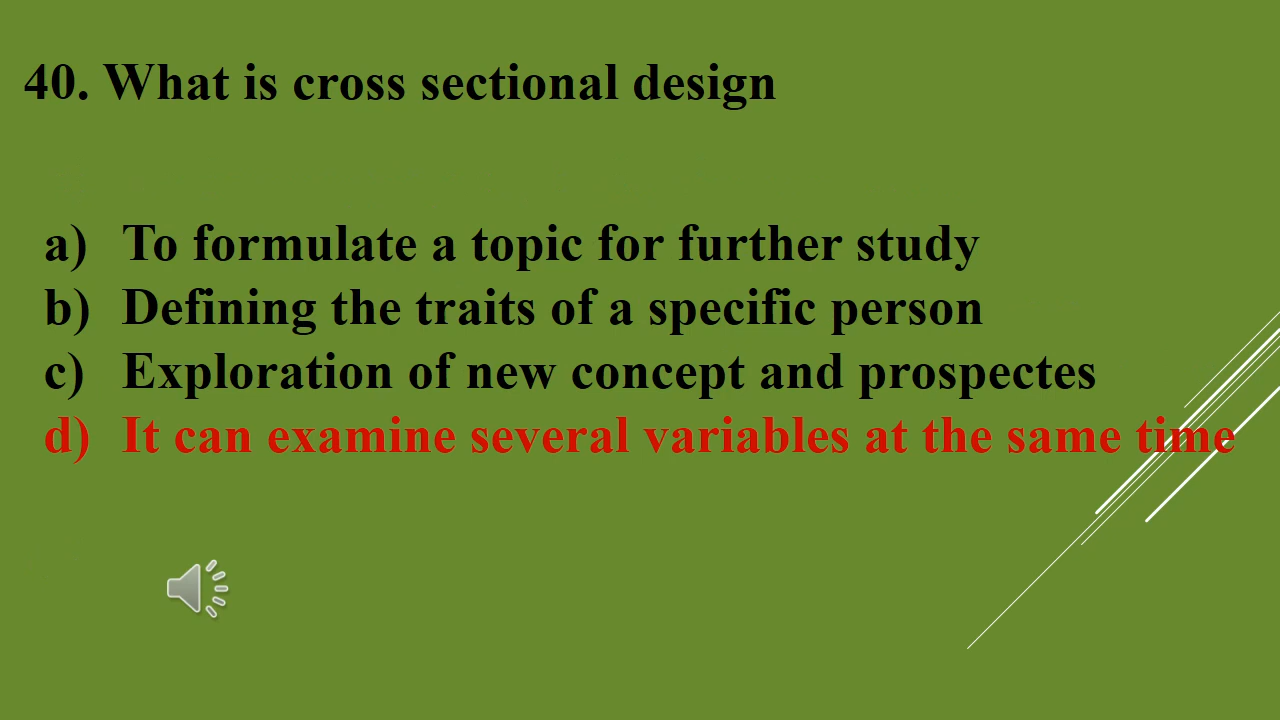 40. What is cross sectional design
a) To formulate a topic for further study
b) Defining the traits of a specific person
c) Exploration of new concept and prospectes
d) It can examine several variables at the same time